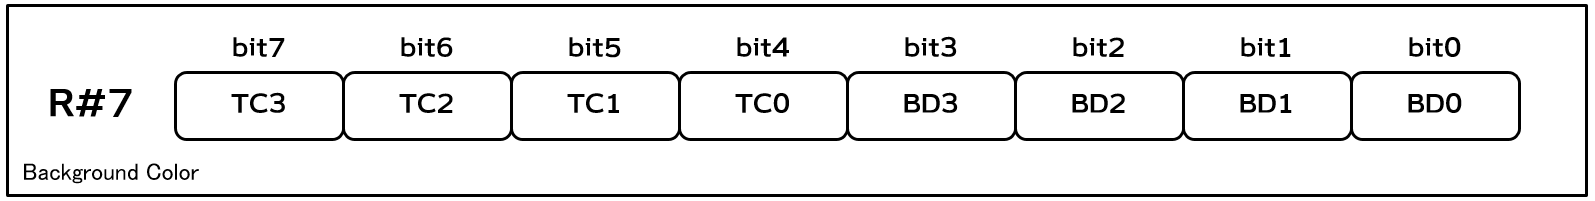 bit7 bit6 bit5 bit4 bit3 bit2 bit1 bit0
R#7 TC3 TC2 TC1 TC0 BD3 BD2 BD1 BD0
Background Color